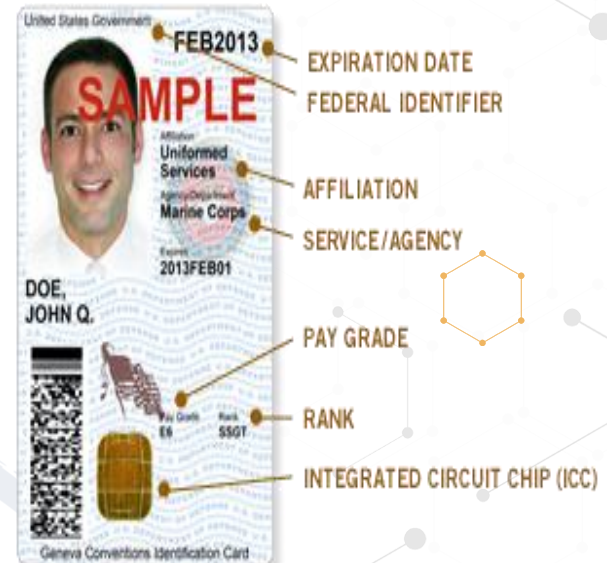 United States Government
FEB2013
EXPIRATION DATE
FEDERAL IDENTIFIER
SAMPLE
Affiliation
Uniformed
Services
AFFILIATION
Agency/Department
Marine Corps
SERVICE/AGENCY
Expires
2013FEB01
DOE,
JOHN Q.
PAY GRADE
Pay Grade
Rank
E6
SSGT
RANK
INTEGRATED CIRCUIT CHIP (ICC)
Geneva Conventions Identification Card